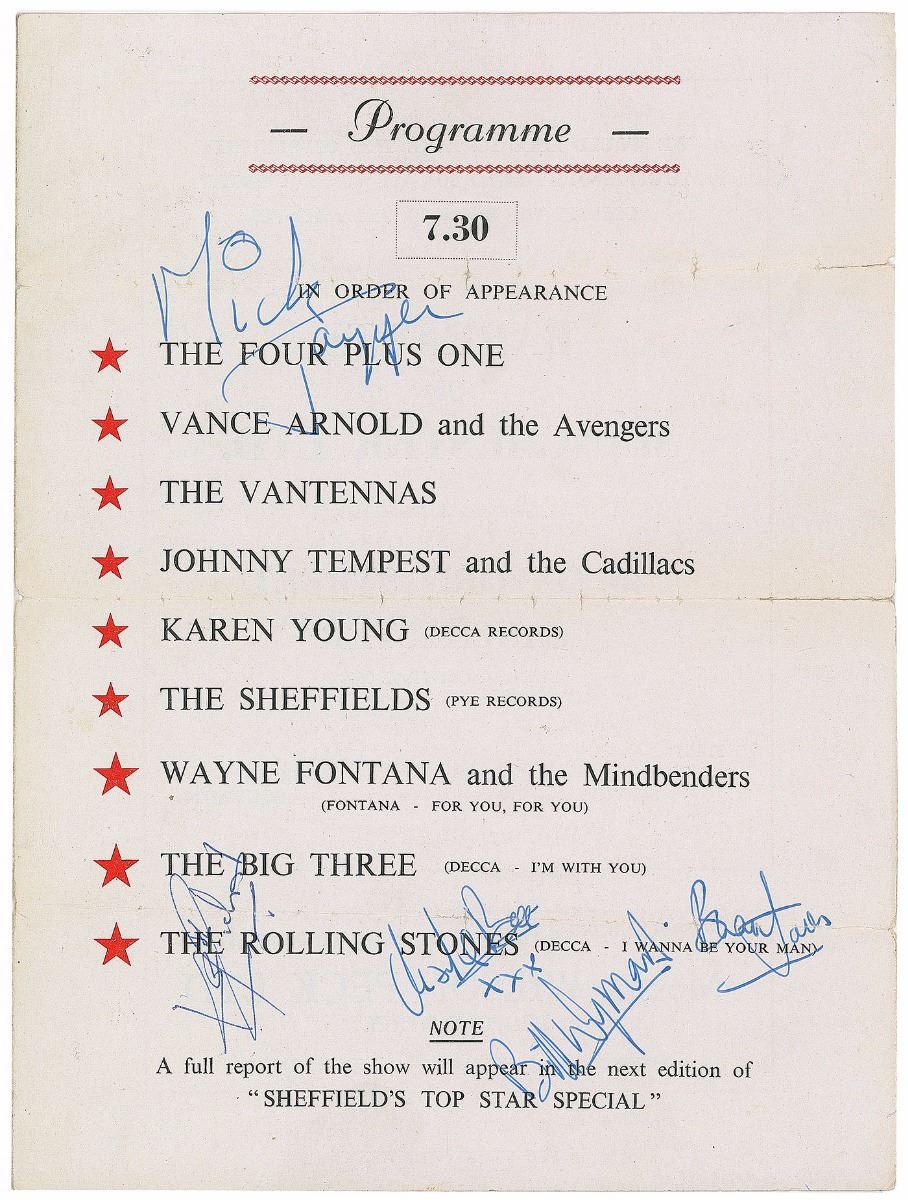 — Programme —
7.30
IN ORDER OF APPEARANCE
Mick Jagger
THE FOUR PLUS ONE
VANCE ARNOLD and the Avengers
THE VANTENNAS
JOHNNY TEMPEST and the Cadillacs
KAREN YOUNG (DECCA RECORDS)
THE SHEFFIELDS (PYE RECORDS)
WAYNE FONTANA and the Mindbenders
(FONTANA - FOR YOU, FOR YOU)
THE BIG THREE (DECCA - I'M WITH YOU)
THE ROLLING STONES (DECCA - I WANNA BE YOUR MAN)
xxx
Bill Wyman
NOTE
A full report of the show will appear in the next edition of
“SHEFFIELD'S TOP STAR SPECIAL”